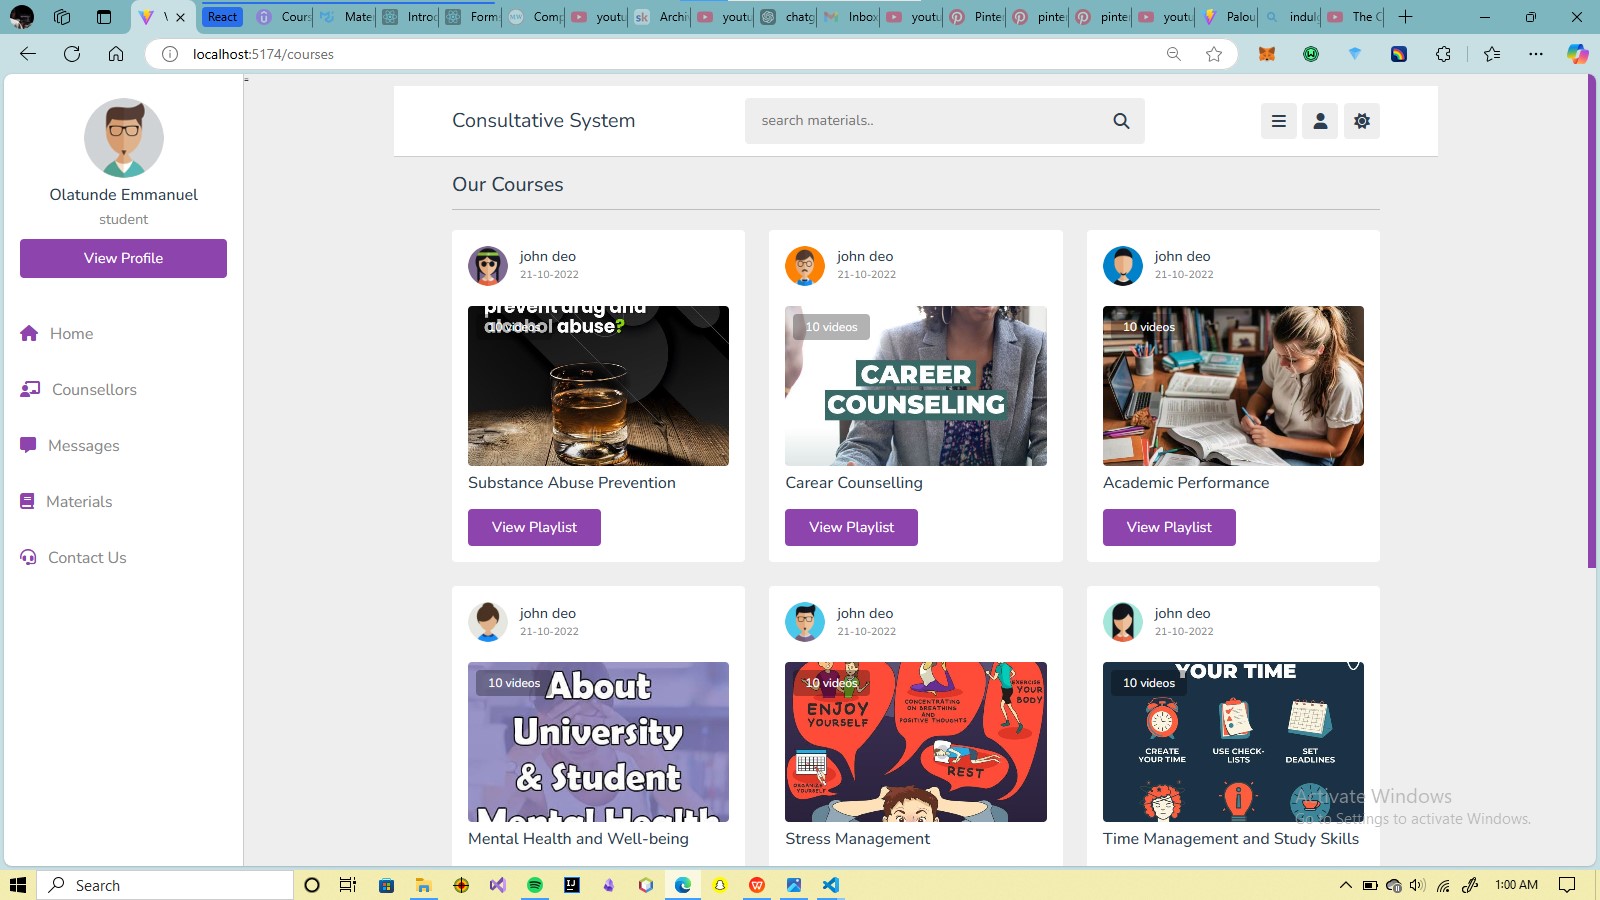 React
Cours
Mater
Introd
Form
Comp
youtu
sk
Archi
youtu
chatg
Inbox
youtu
Pinte
pinte
pinte
youtu
Palou
indul
The C
localhost:5174/courses
Olatunde Emmanuel
student
View Profile
Home
Counsellors
Messages
Materials
Contact Us
Consultative System
search materials..
Our Courses
john deo
21-10-2022
prevent drug and
alcohol abuse?
10 videos
Substance Abuse Prevention
View Playlist
john deo
21-10-2022
10 videos
CAREER
COUNSELING
Carear Counselling
View Playlist
john deo
21-10-2022
10 videos
Academic Performance
View Playlist
john deo
21-10-2022
10 videos
About
University
& Student
Mental Health
Mental Health and Well-being
john deo
21-10-2022
10 videos
ENJOY
YOURSELF
CONCENTRATING
ON BREATHING
AND
POSITIVE THOUGHTS
EXERCISE
YOUR
BODY
ORGANIZE
YOURSELF
REST
Stress Management
john deo
21-10-2022
10 videos
YOUR TIME
CREATE
YOUR TIME
USE CHECK-
LISTS
SET
DEADLINES
Time Management and Study Skills
Activate Windows
Go to Settings to activate Windows.
Search
1:00 AM